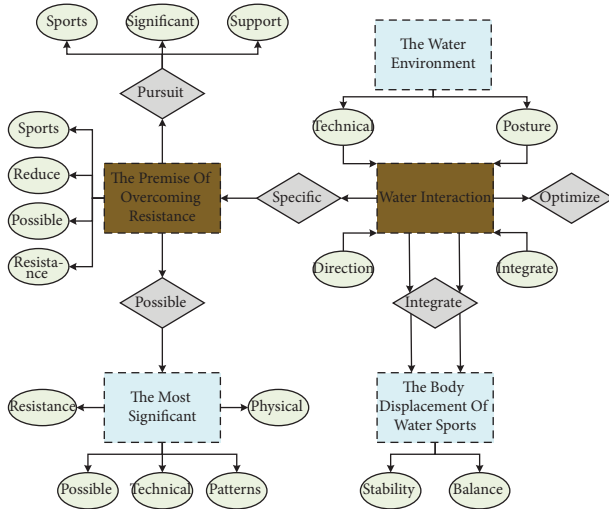 Sports
Significant
Support
Pursuit
The Water
Environment
Sports
Reduce
Possible
Resista-
nce
Technical
Posture
The Premise Of
Overcoming
Resistance
Specific
Water Interaction
Optimize
Direction
Integrate
Possible
Integrate
Resistance
The Most
Significant
Physical
The Body
Displacement Of
Water Sports
Possible
Technical
Patterns
Stability
Balance